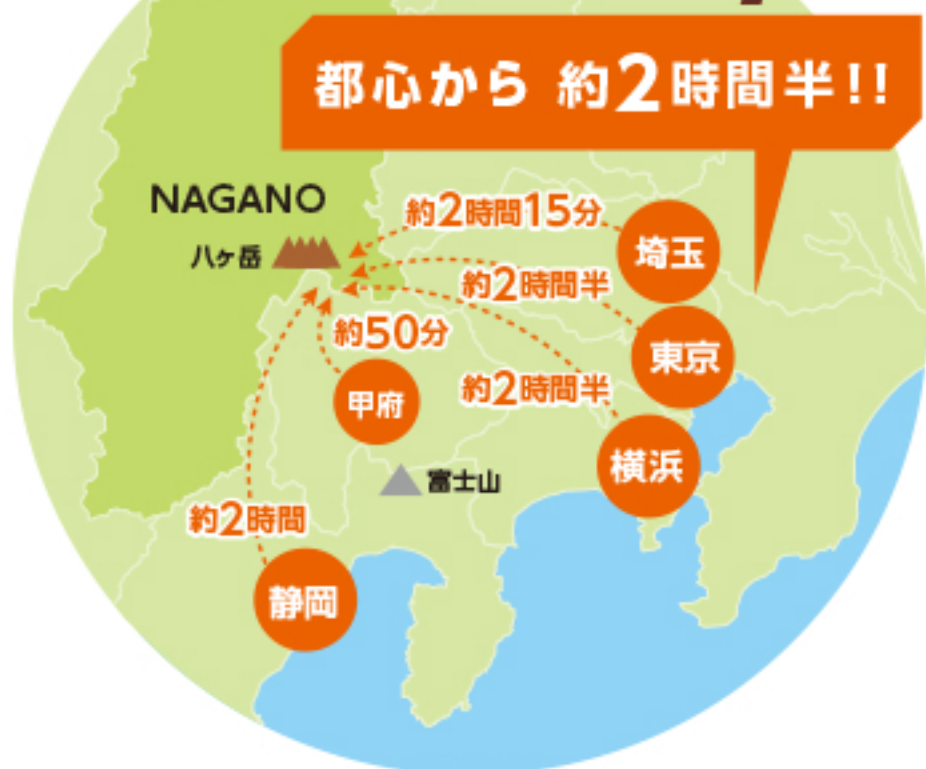 都心から 約2時間半!!
NAGANO
八ヶ岳
約2時間15分
埼玉
約2時間半
東京
約50分
甲府
約2時間半
横浜
富士山
約2時間
静岡